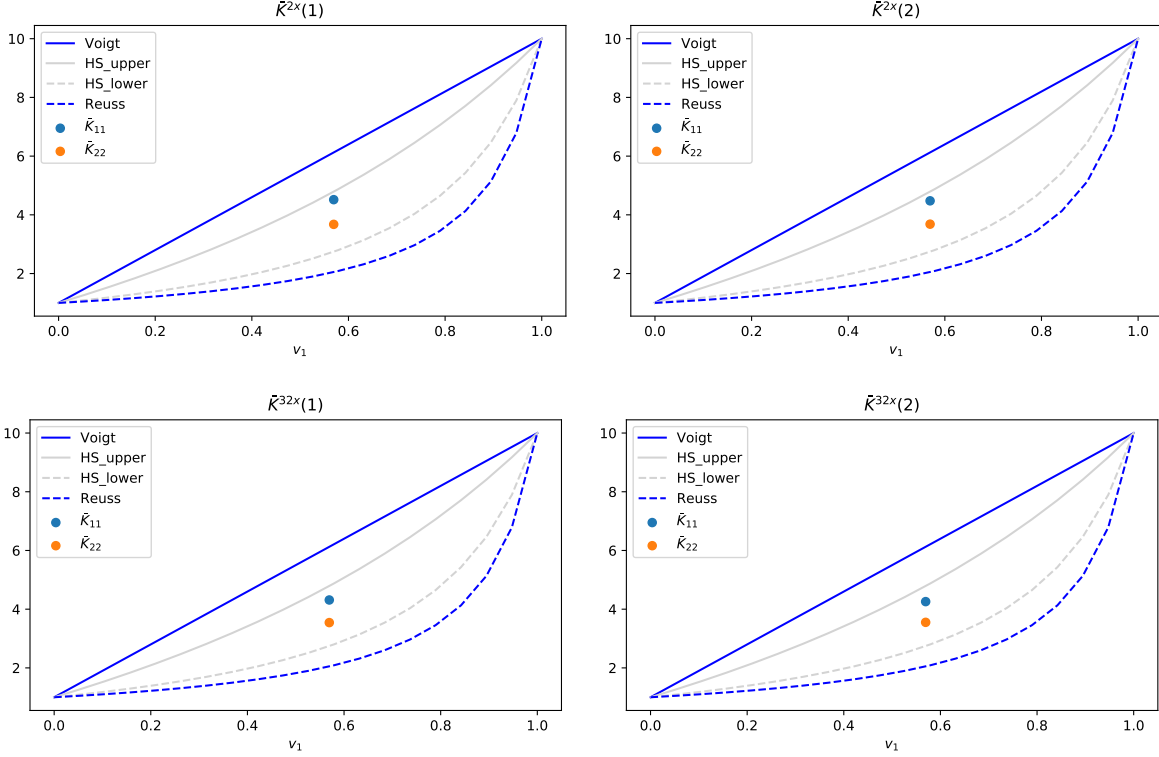 K̄²ˣ(1)
10
8
6
4
2
Voigt
HS_upper
HS_lower
Reuss
K̄₁₁
K̄₂₂
0.0 0.2 0.4 0.6 0.8 1.0
v₁
K̄²ˣ(2)
10
8
6
4
2
Voigt
HS_upper
HS_lower
Reuss
K̄₁₁
K̄₂₂
0.0 0.2 0.4 0.6 0.8 1.0
v₁
K̄³²ˣ(1)
10
8
6
4
2
Voigt
HS_upper
HS_lower
Reuss
K̄₁₁
K̄₂₂
0.0 0.2 0.4 0.6 0.8 1.0
v₁
K̄³²ˣ(2)
10
8
6
4
2
Voigt
HS_upper
HS_lower
Reuss
K̄₁₁
K̄₂₂
0.0 0.2 0.4 0.6 0.8 1.0
v₁